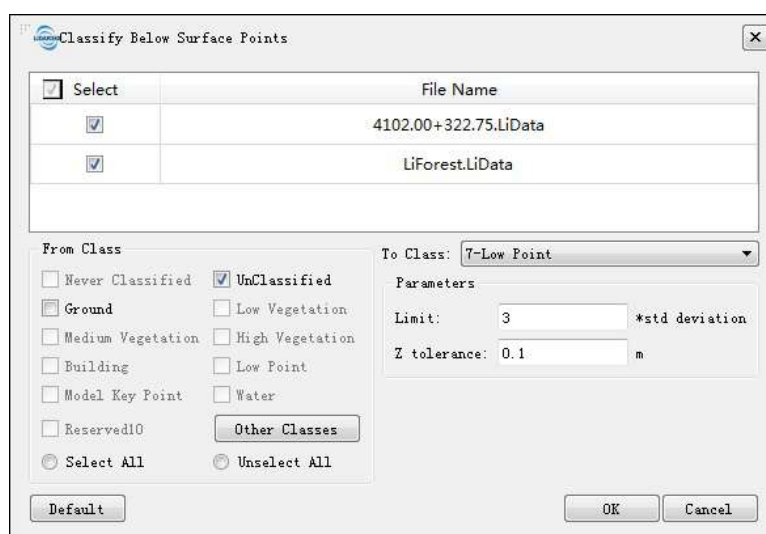 Classify Below Surface Points
Select File Name
4102.00+322.75.LiData
LiForest.LiData
From Class
Never Classified UnClassified
Ground Low Vegetation
Medium Vegetation High Vegetation
Building Low Point
Model Key Point Water
Reserved10 Other Classes
Select All Unselect All
To Class: 7-Low Point
Parameters
Limit: 3 *std deviation
Z tolerance: 0.1 m
Default OK Cancel